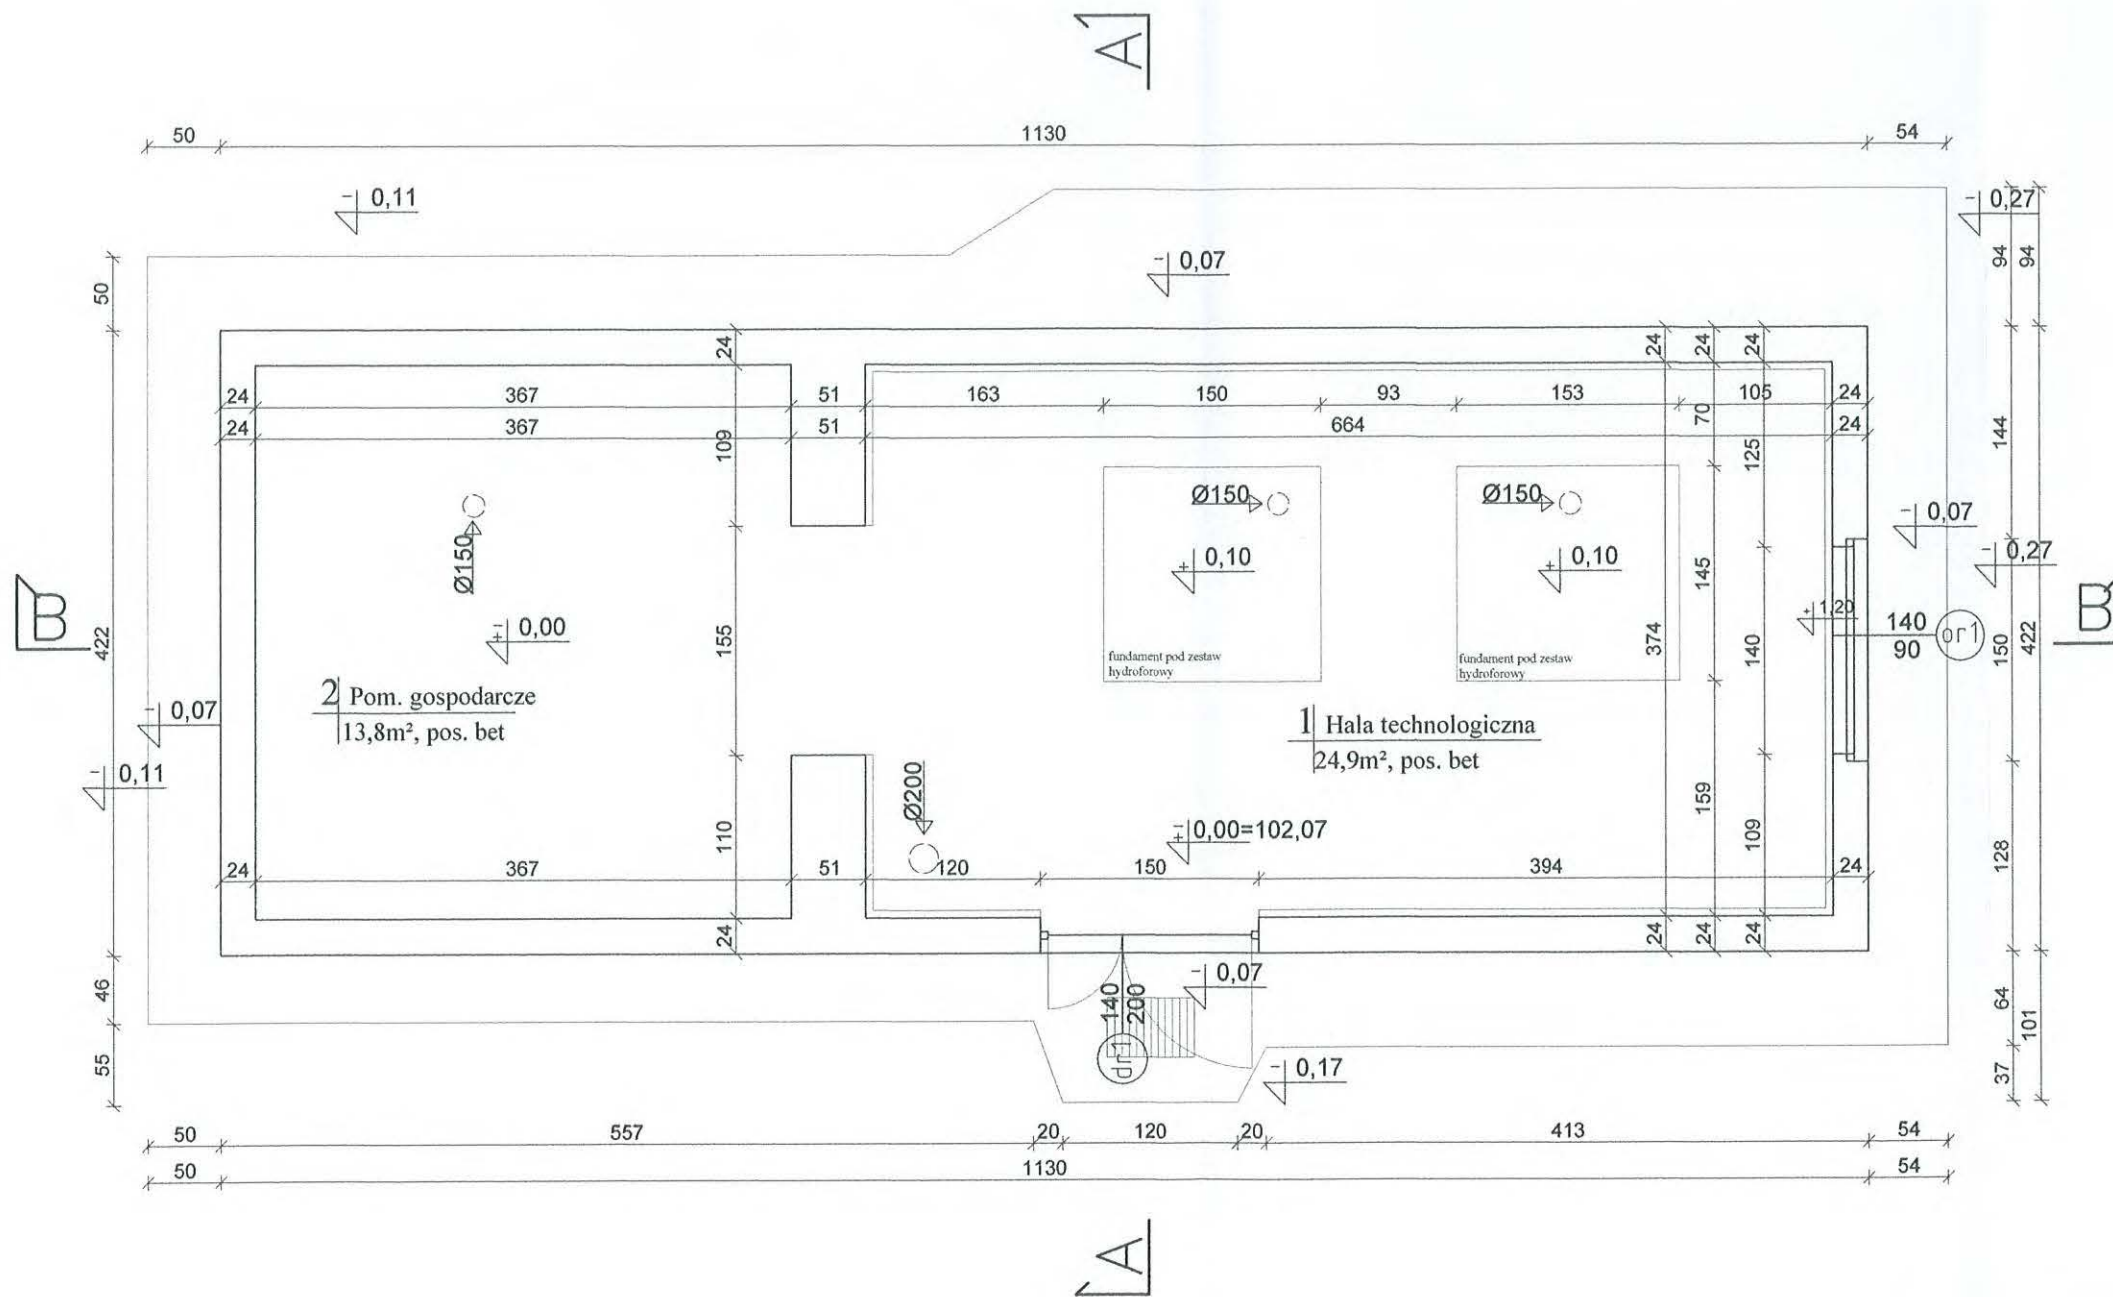 A
50 1130 54
- 0,11
- 0,27
- 0,07
50
94 94
24 24 24 24
24 367 51 163 150 93 153 105 24
24 367 51 664 24
109 70 125 144
Ø150 Ø150 Ø150
- 0,07
+ 0,10 + 0,10
- 0,27
B 422 B
+- 0,00
155 145 374 140
+ 1,20
140
90
or1
150 422
fundament pod zestaw
hydroforowy
fundament pod zestaw
hydroforowy
2 Pom. gospodarcze
13,8m², pos. bet
1 Hala technologiczna
24,9m², pos. bet
- 0,07
- 0,11
Ø200
110 159 109 128
-+ 0,00=102,07
24 367 51 120 150 394 24
24 24 24 24
46
- 0,07
140
200
dr1
64 101
55 37
- 0,17
50 557 20 120 20 413 54
50 1130 54
A